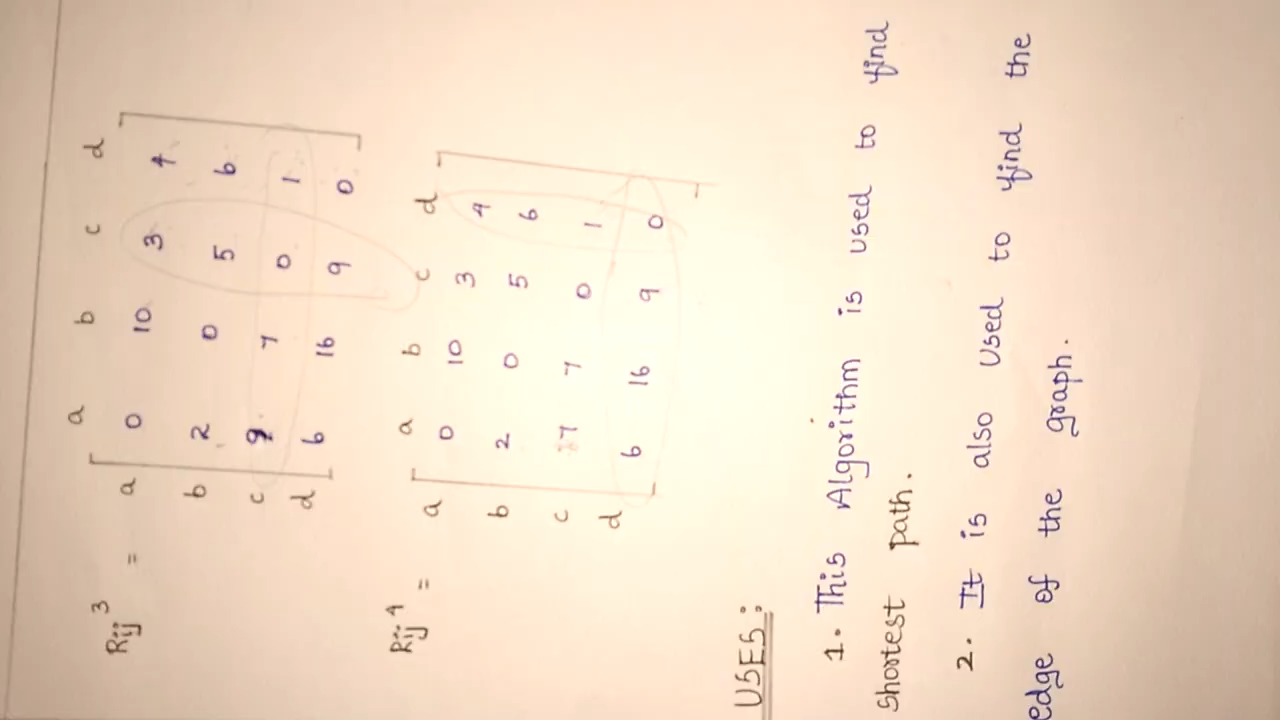 a b c d
Rij³ = a 0 10 3 4
b 2 0 5 6
c 9 7 0 1
d 6 16 9 0
a b c d
Rij⁴ = a 0 10 3 4
b 2 0 5 6
c 7 7 0 1
d 6 16 9 0
USES:
1. This Algorithm is used to find
shortest path.
2. It is also used to find the
edge of the graph.